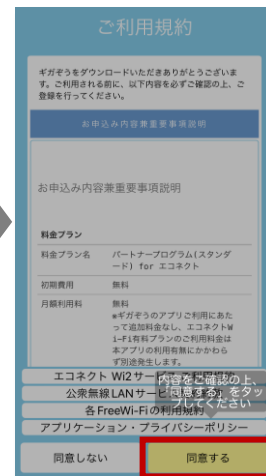 ご利用規約
ギガぞうをダウンロードいただきありがとうございま
す。ご利用される前に、以下内容を必ずご確認の上、ご
登録を行ってください。
お申込み内容兼重要事項説明
お申込み内容兼重要事項説明
料金プラン
料金プラン名 パートナープログラム(スタンダ
ード) for エコネクト
初期費用 無料
月額利用料 無料
※ギガぞうのアプリご利用にあた
って追加料金なし、エコネクトW
i-Fi有料プランのご利用料金は
本アプリの利用有無にかかわら
ず別途発生します。
エコネクト Wi2サービス
公衆無線LANサービス
各FreeWi-Fiの利用規約
アプリケーション・プライバシーポリシー
内容をご確認の上、
「同意する」をタッ
プしてください
同意しない
同意する